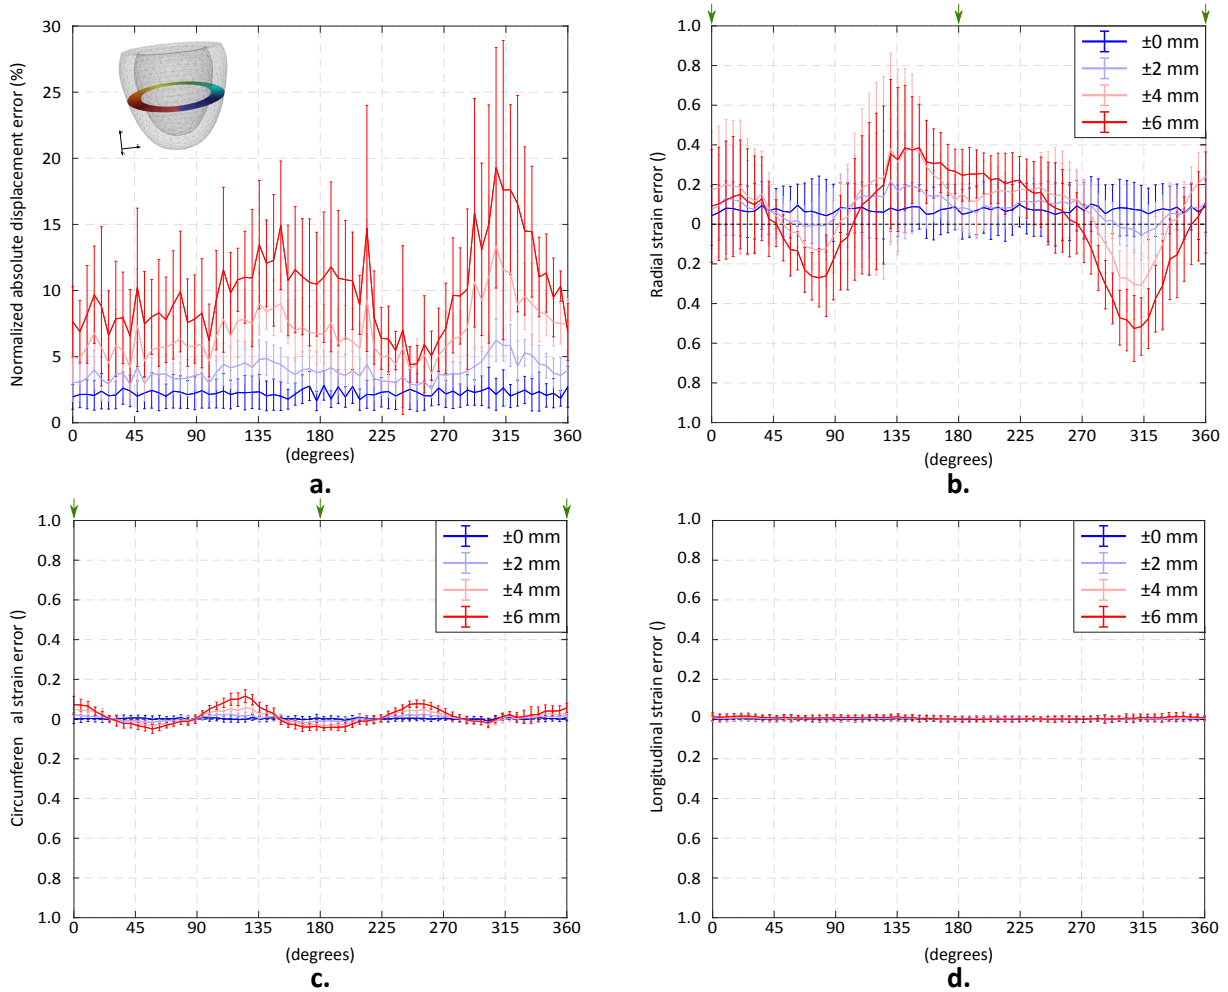 Normalized absolute displacement error (%)
30
25
20
15
10
5
0
0 45 90 135 180 225 270 315 360
(degrees)
a.
Radial strain error ()
1.0
0.8
0.6
0.4
0.2
0
0.2
0.4
0.6
0.8
1.0
±0 mm
±2 mm
±4 mm
±6 mm
0 45 90 135 180 225 270 315 360
(degrees)
b.
Circumferen al strain error ()
1.0
0.8
0.6
0.4
0.2
0
0.2
0.4
0.6
0.8
1.0
±0 mm
±2 mm
±4 mm
±6 mm
0 45 90 135 180 225 270 315 360
(degrees)
c.
Longitudinal strain error ()
1.0
0.8
0.6
0.4
0.2
0
0.2
0.4
0.6
0.8
1.0
±0 mm
±2 mm
±4 mm
±6 mm
0 45 90 135 180 225 270 315 360
(degrees)
d.